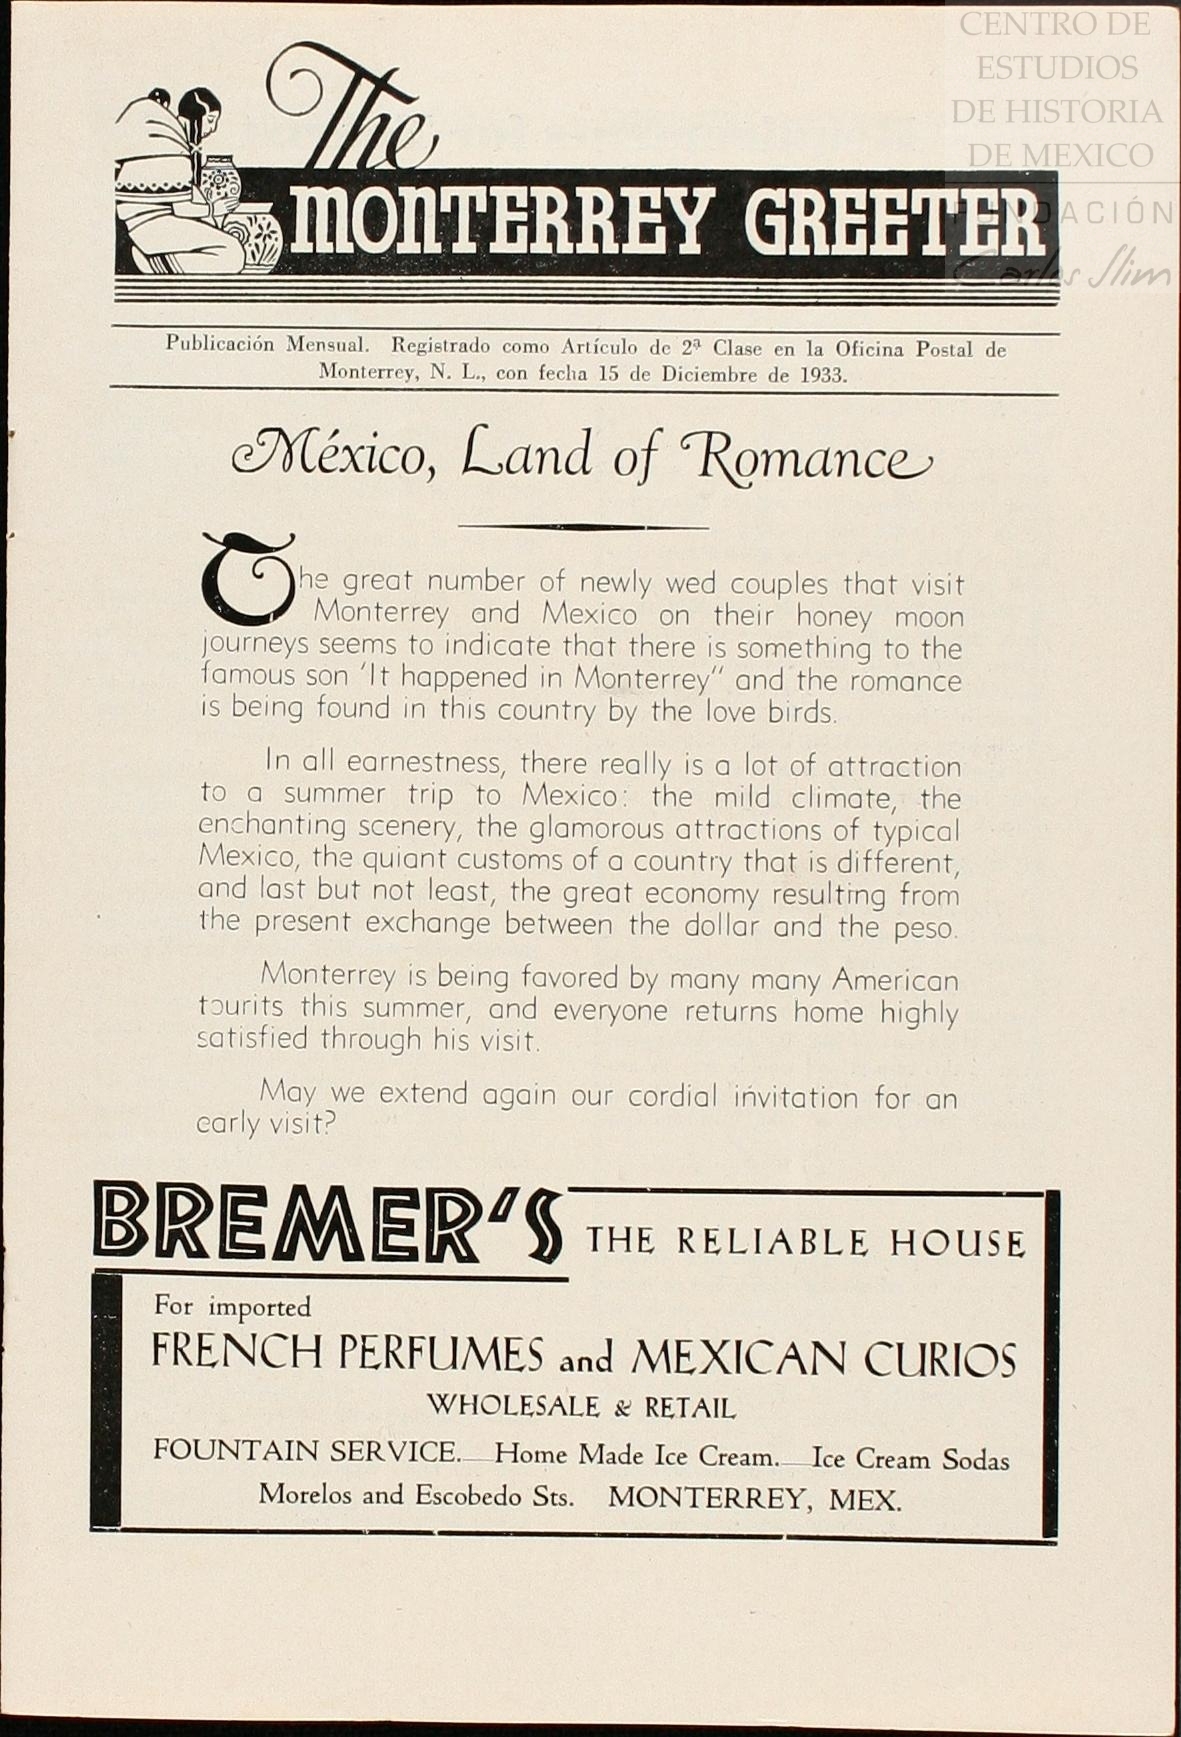 CENTRO DE
ESTUDIOS
DE HISTORIA
DE MEXICO
FUNDACIÓN
Carlos Slim
The
MONTERREY GREETER
Publicación Mensual. Registrado como Artículo de 2ª Clase en la Oficina Postal de
Monterrey, N. L., con fecha 15 de Diciembre de 1933.
México, Land of Romance
The great number of newly wed couples that visit
Monterrey and Mexico on their honey moon
journeys seems to indicate that there is something to the
famous son 'It happened in Monterrey" and the romance
is being found in this country by the love birds.
In all earnestness, there really is a lot of attraction
to a summer trip to Mexico: the mild climate, the
enchanting scenery, the glamorous attractions of typical
Mexico, the quiant customs of a country that is different,
and last but not least, the great economy resulting from
the present exchange between the dollar and the peso.
Monterrey is being favored by many many American
tourits this summer, and everyone returns home highly
satisfied through his visit.
May we extend again our cordial invitation for an
early visit?
BREMER'S THE RELIABLE HOUSE
For imported
FRENCH PERFUMES and MEXICAN CURIOS
WHOLESALE & RETAIL
FOUNTAIN SERVICE.—Home Made Ice Cream.—Ice Cream Sodas
Morelos and Escobedo Sts. MONTERREY, MEX.